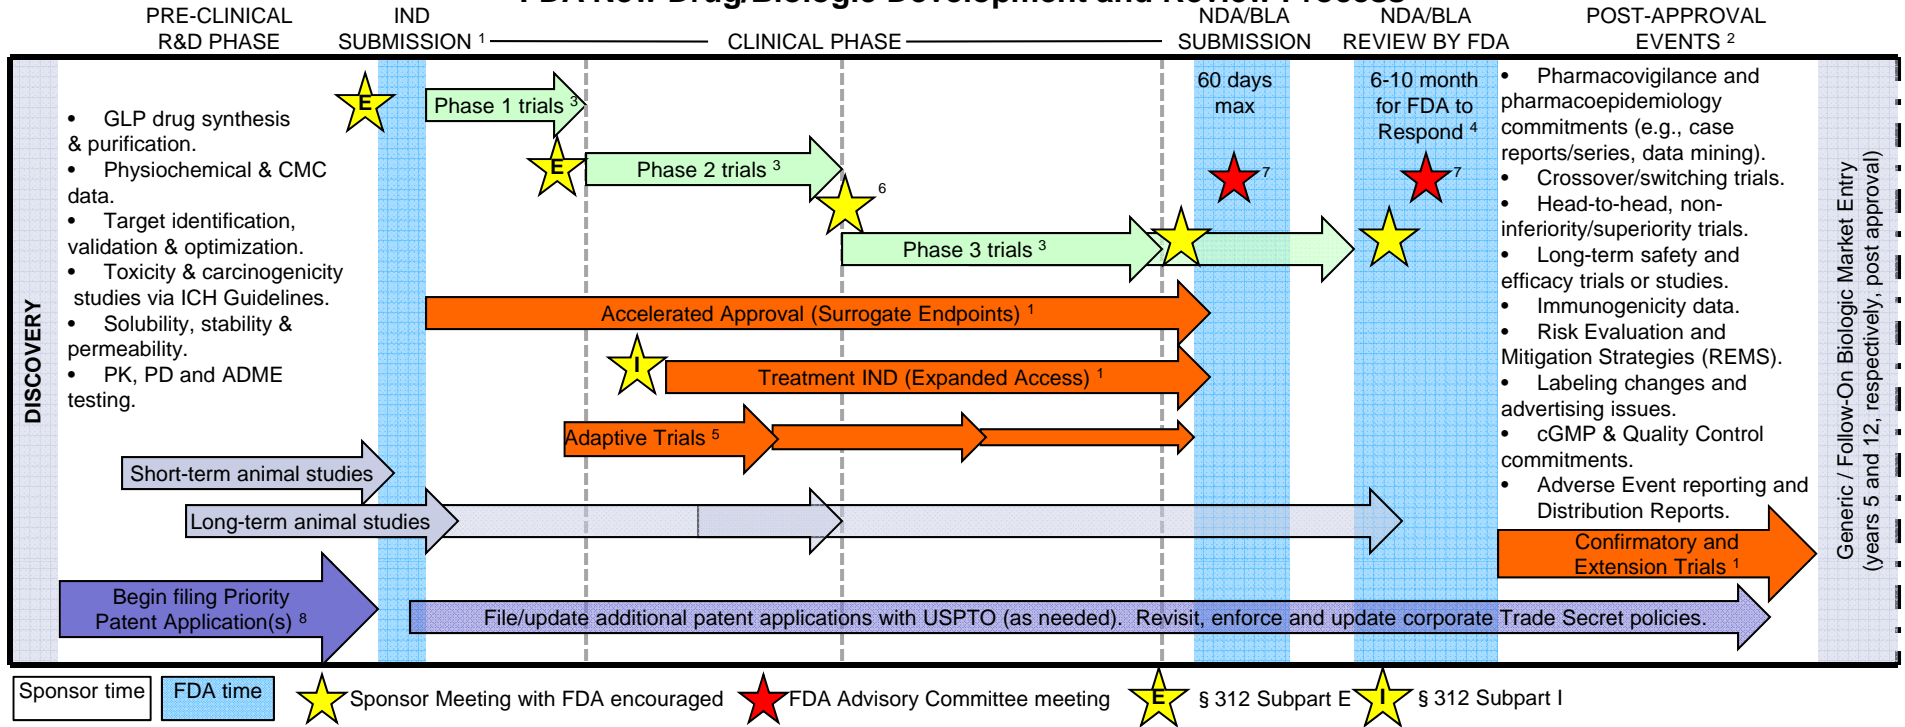 FDA New Drug/Biologic Development and Review Process
PRE-CLINICAL
R&D PHASE
IND
SUBMISSION 1
CLINICAL PHASE
NDA/BLA
SUBMISSION
NDA/BLA
REVIEW BY FDA
POST-APPROVAL
EVENTS 2
DISCOVERY
• GLP drug synthesis
& purification.
• Physiochemical & CMC
data.
• Target identification,
validation & optimization.
• Toxicity & carcinogenicity
studies via ICH Guidelines.
• Solubility, stability &
permeability.
• PK, PD and ADME
testing.
Short-term animal studies
Long-term animal studies
Begin filing Priority
Patent Application(s) 8
E
Phase 1 trials 3
E
Phase 2 trials 3
6
Phase 3 trials 3
Accelerated Approval (Surrogate Endpoints) 1
I
Treatment IND (Expanded Access) 1
Adaptive Trials 5
File/update additional patent applications with USPTO (as needed). Revisit, enforce and update corporate Trade Secret policies.
60 days
max
7
6-10 month
for FDA to
Respond 4
7
• Pharmacovigilance and
pharmacoepidemiology
commitments (e.g., case
reports/series, data mining).
• Crossover/switching trials.
• Head-to-head, non-
inferiority/superiority trials.
• Long-term safety and
efficacy trials or studies.
• Immunogenicity data.
• Risk Evaluation and
Mitigation Strategies (REMS).
• Labeling changes and
advertising issues.
• cGMP & Quality Control
commitments.
• Adverse Event reporting and
Distribution Reports.
Confirmatory and
Extension Trials 1
Generic / Follow-On Biologic Market Entry
(years 5 and 12, respectively, post approval)
Sponsor time
FDA time
Sponsor Meeting with FDA encouraged
FDA Advisory Committee meeting
E
§ 312 Subpart E
I
§ 312 Subpart I